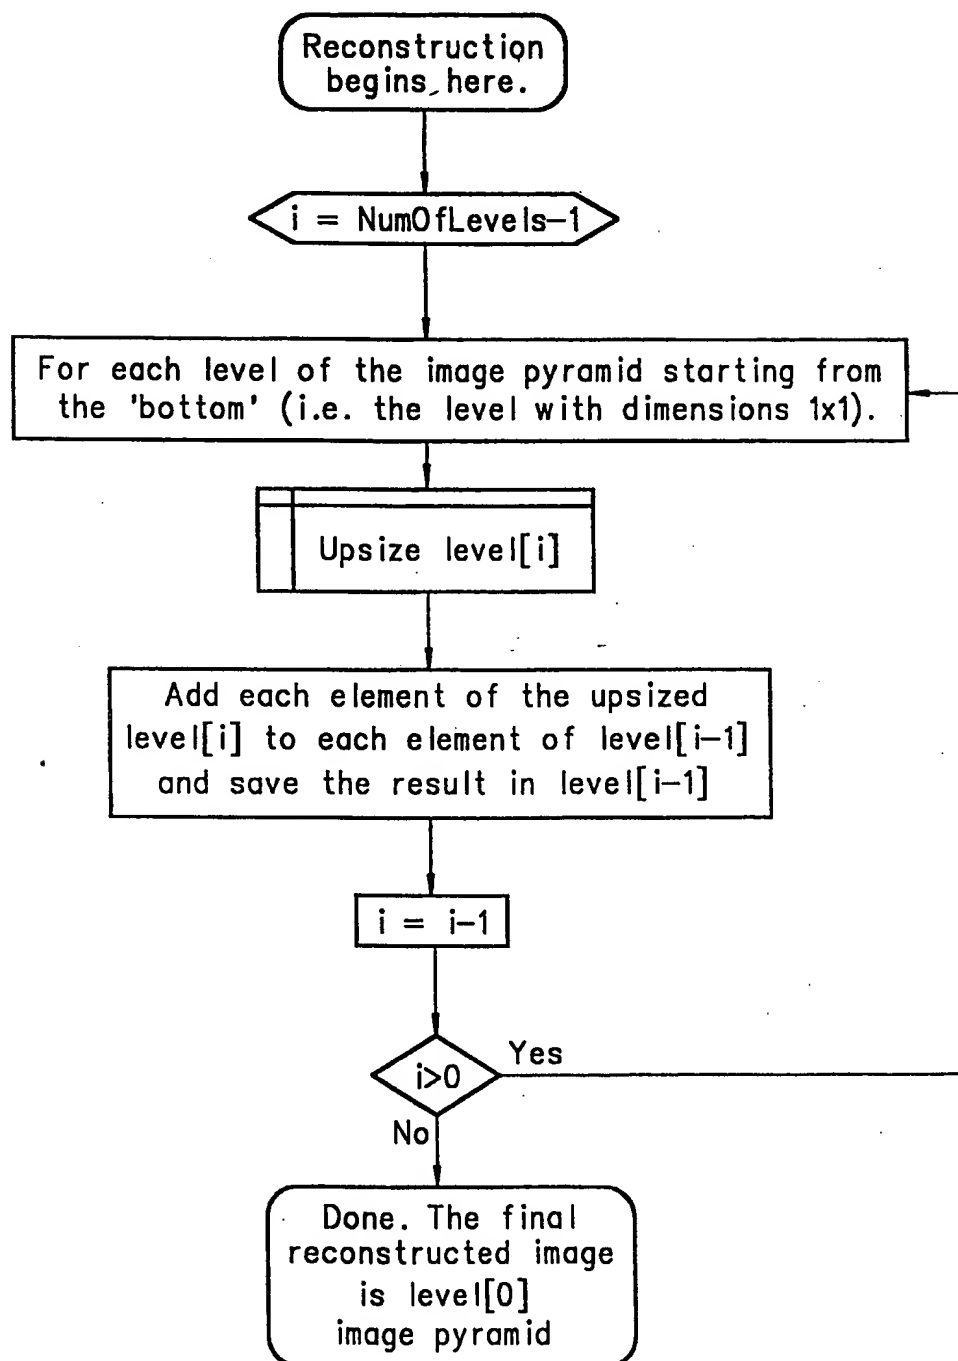 Reconstruction
begins here.
i = NumOfLevels-1
For each level of the image pyramid starting from
the 'bottom' (i.e. the level with dimensions 1x1).
Upsize level[i]
Add each element of the upsized
level[i] to each element of level[i-1]
and save the result in level[i-1]
i = i-1
i>0
Yes
No
Done. The final
reconstructed image
is level[0]
image pyramid